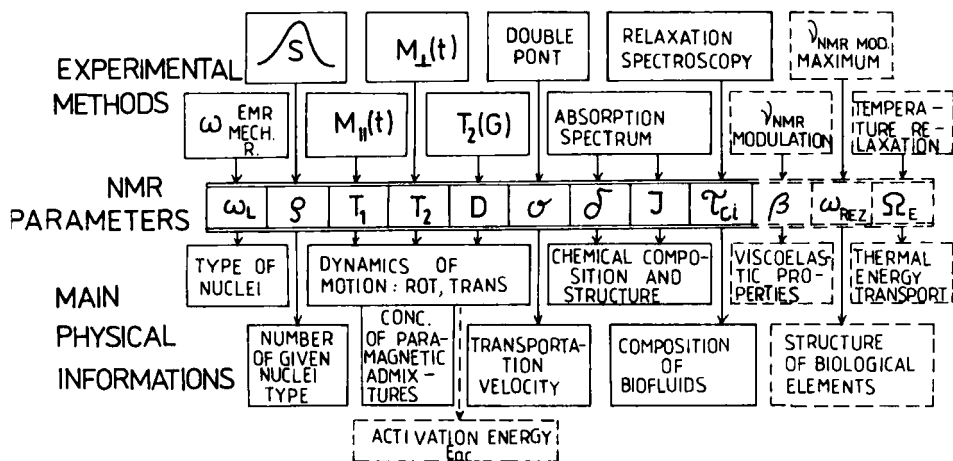 EXPERIMENTAL
METHODS
S
M⊥(t)
DOUBLE
PONT
RELAXATION
SPECTROSCOPY
νNMR MOD.
MAXIMUM
ω EMR
MECH.
R.
M||(t)
T2(G)
ABSORPTION
SPECTRUM
νNMR
MODULATION
TEMPERA-
TURE RE-
LAXATION
NMR
PARAMETERS
ωL
ρ
T1
T2
D
σ
δ
J
τci
β
ωREZ
ΩE
MAIN
PHYSICAL
INFORMATIONS
TYPE OF
NUCLEI
DYNAMICS OF
MOTION: ROT, TRANS
CHEMICAL COMPO-
SITION AND
STRUCTURE
VISCOELAS-
TIC PRO-
PERTIES
THERMAL
ENERGY
TRANSPORT
NUMBER
OF GIVEN
NUCLEI
TYPE
CONC.
OF PARA-
MAGNETIC
ADMIX-
TURES
TRANSPORTA-
TION
VELOCITY
COMPOSITION
OF
BIOFLUIDS
STRUCTURE
OF BIOLOGICAL
ELEMENTS
ACTIVATION ENERGY
Eac